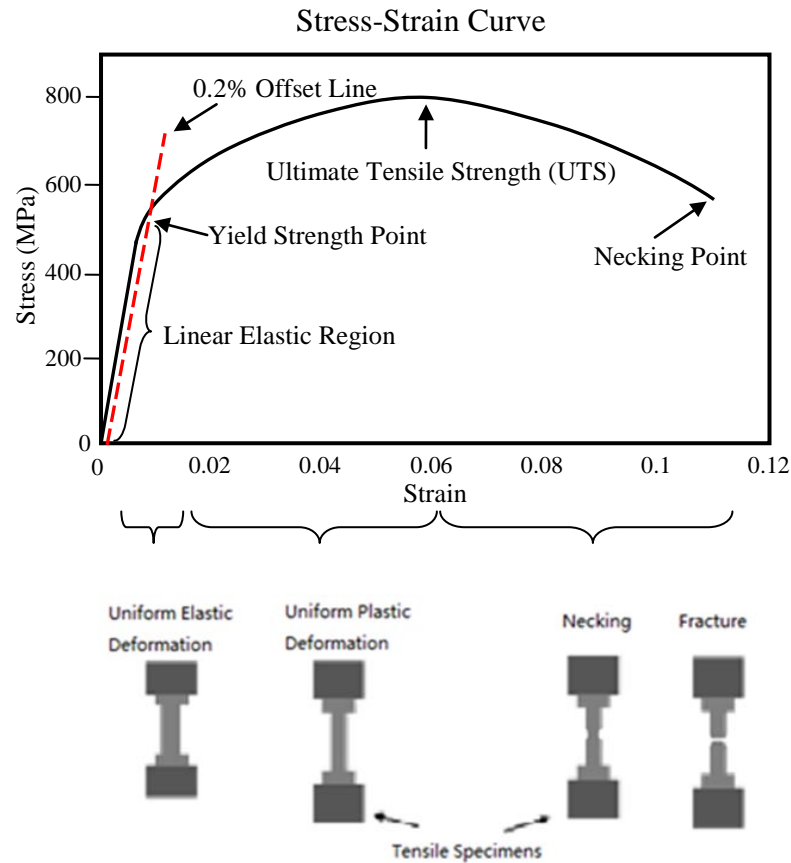 Stress-Strain Curve
800
600
400
200
0
Stress (MPa)
0.2% Offset Line
Ultimate Tensile Strength (UTS)
Yield Strength Point
Necking Point
Linear Elastic Region
0
0.02
0.04
0.06
0.08
0.1
0.12
Strain
Uniform Elastic
Deformation
Uniform Plastic
Deformation
Necking
Fracture
Tensile Specimens